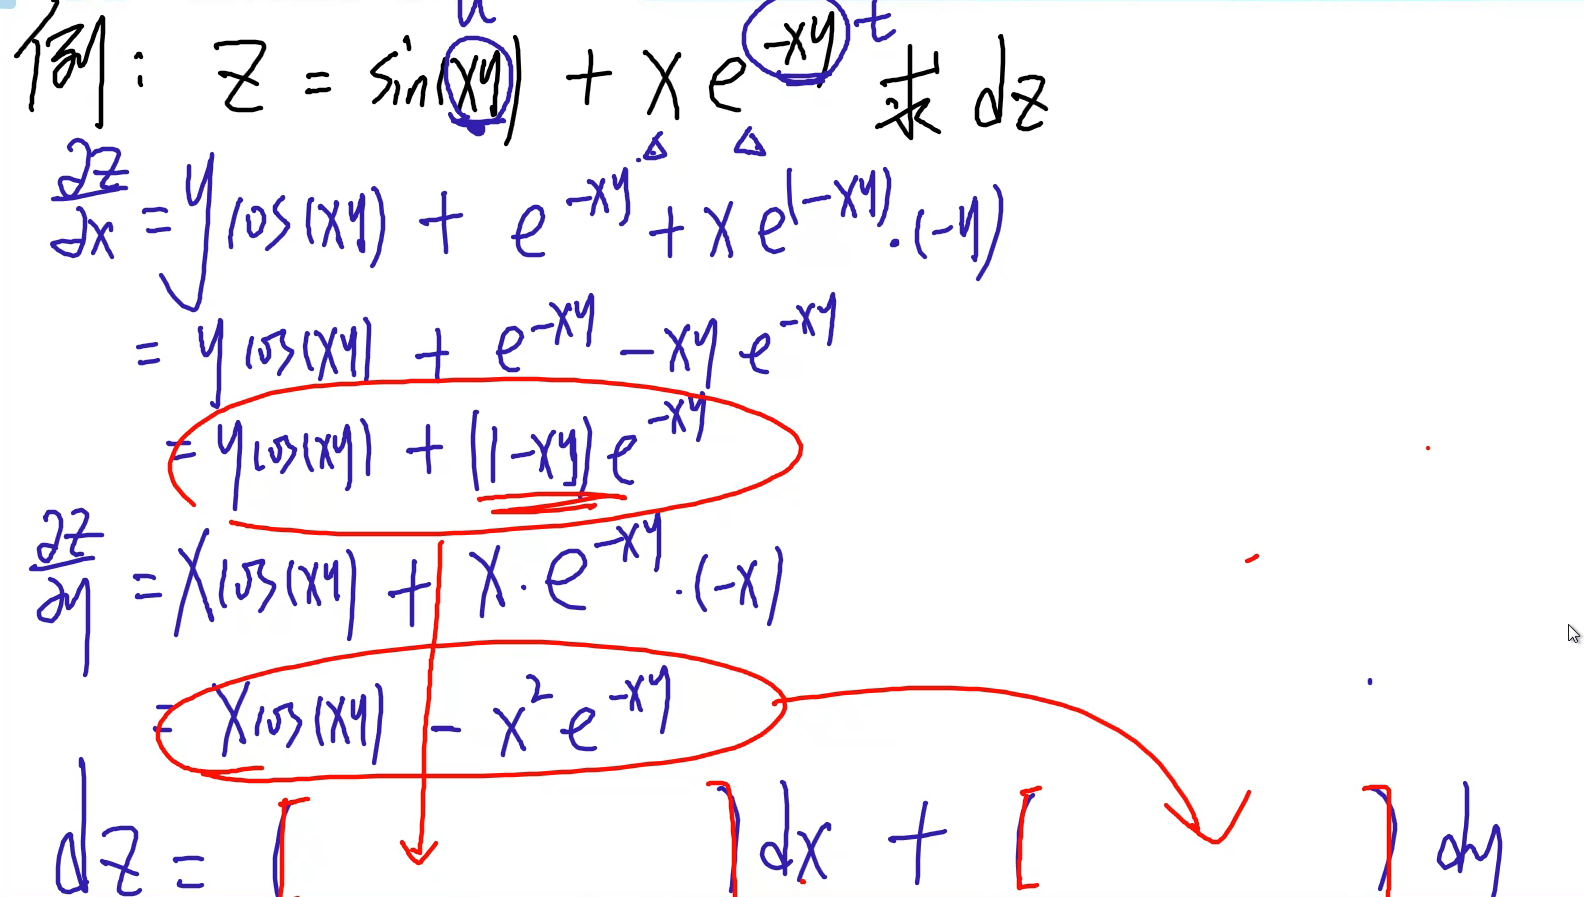 u t
例: Z = sin(xy) + x e^{-xy} 求 dz
∂z/∂x = y cos(xy) + e^{-xy} + x e^{(-xy)} · (-y)
= y cos(xy) + e^{-xy} - xy e^{-xy}
= y cos(xy) + (1-xy) e^{-xy}
∂z/∂y = x cos(xy) + x · e^{-xy} · (-x)
= x cos(xy) - x² e^{-xy}
dz = [ ] dx + [ ] dy